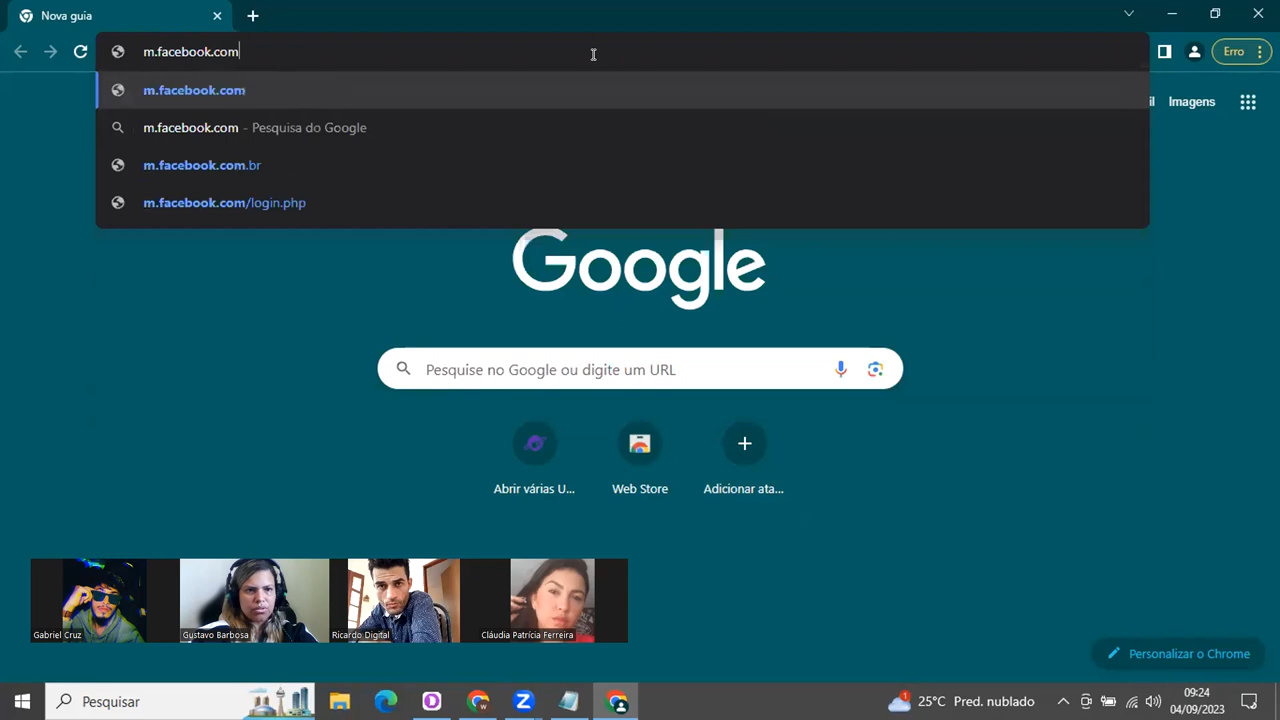 Nova guia
m.facebook.com
Erro
m.facebook.com
m.facebook.com - Pesquisa do Google
m.facebook.com.br
m.facebook.com/login.php
il
Imagens
Google
Pesquise no Google ou digite um URL
Abrir várias U...
Web Store
Adicionar ata...
Gabriel Cruz
Gustavo Barbosa
Ricardo Digital
Cláudia Patrícia Ferreira
Personalizar o Chrome
Pesquisar
1
25°C Pred. nublado
09:24
04/09/2023